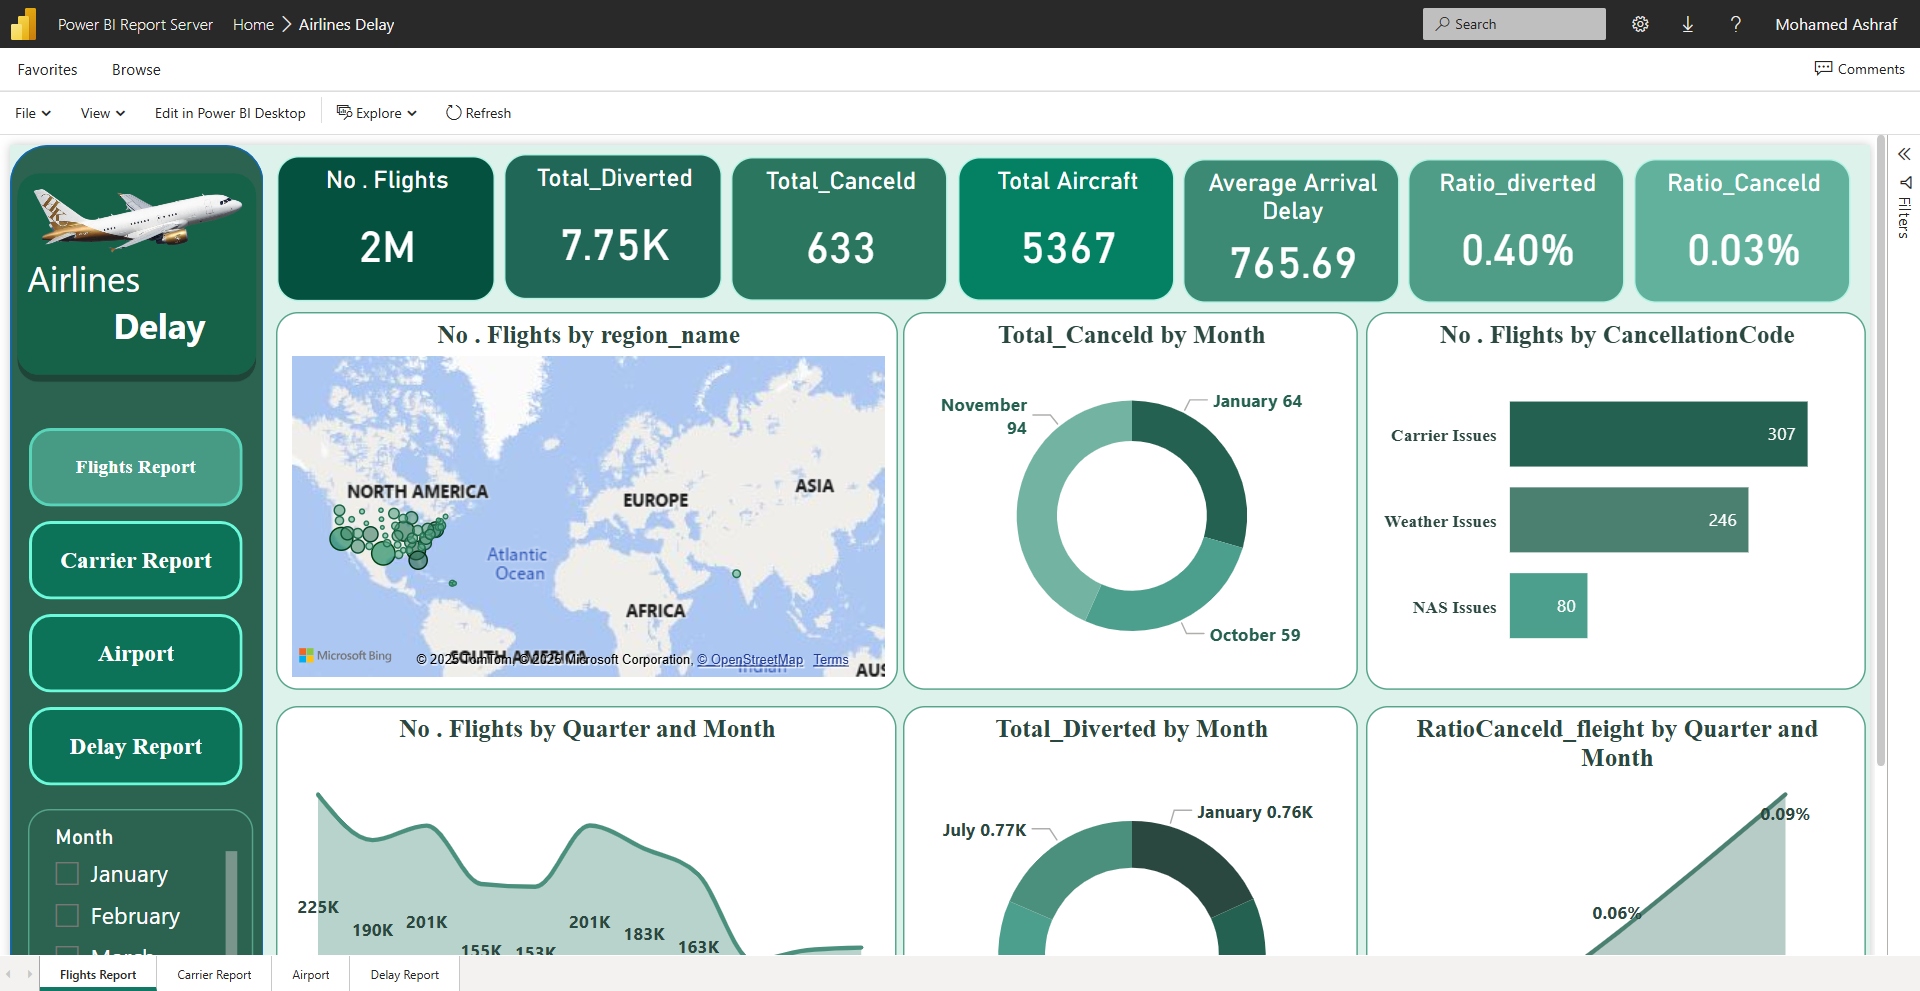 Power BI Report Server
Home > Airlines Delay
Search
?
Mohamed Ashraf
Favorites
Browse
Comments
File
View
Edit in Power BI Desktop
Explore
Refresh
Filters
Airlines
Delay
Flights Report
Carrier Report
Airport
Delay Report
Month
January
February
March
No . Flights
2M
Total_Diverted
7.75K
Total_Canceld
633
Total Aircraft
5367
Average Arrival
Delay
765.69
Ratio_diverted
0.40%
Ratio_Canceld
0.03%
No . Flights by region_name
NORTH AMERICA
EUROPE
ASIA
Atlantic
Ocean
AFRICA
SOUTH AMERICA
Indian
AUS
Microsoft Bing
© 2025 TomTom, © 2025 Microsoft Corporation, © OpenStreetMap Terms
Total_Canceld by Month
November
94
January 64
October 59
No . Flights by CancellationCode
Carrier Issues
307
Weather Issues
246
NAS Issues
80
No . Flights by Quarter and Month
225K
190K
201K
155K
153K
201K
183K
163K
Total_Diverted by Month
July 0.77K
January 0.76K
RatioCanceld_fleight by Quarter and
Month
0.09%
0.06%
Flights Report
Carrier Report
Airport
Delay Report